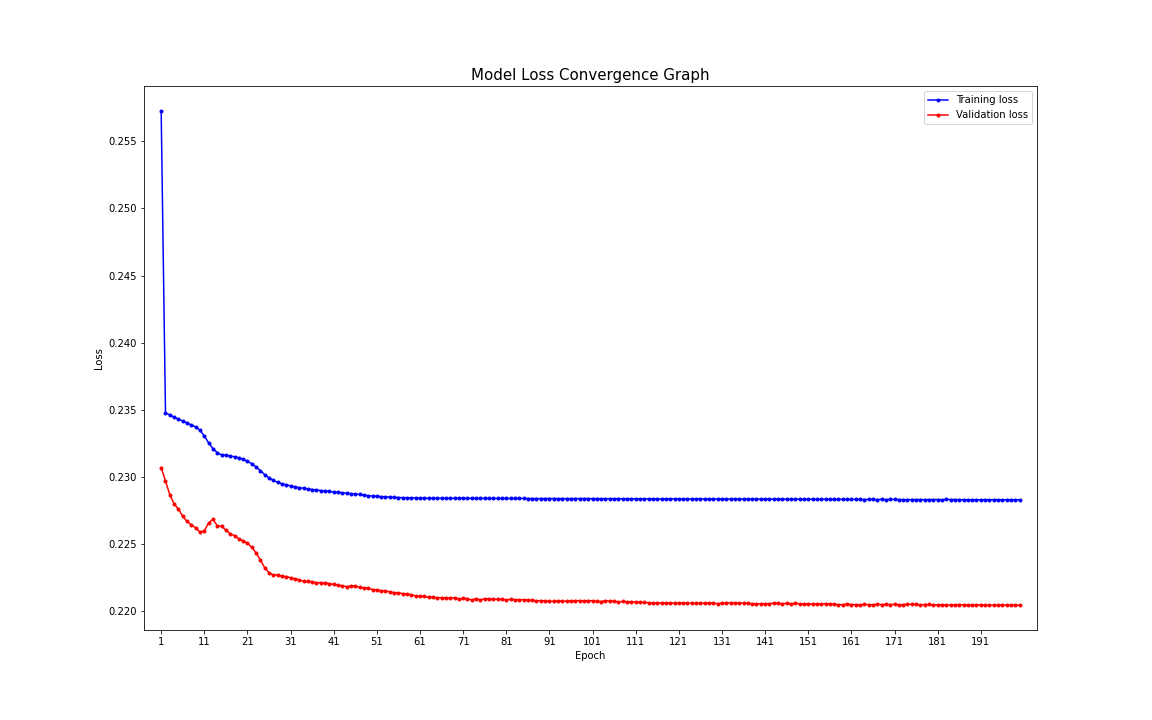 Model Loss Convergence Graph
Training loss
Validation loss
0.255
0.250
0.245
0.240
0.235
0.230
0.225
0.220
Loss
1 11 21 31 41 51 61 71 81 91 101 111 121 131 141 151 161 171 181 191
Epoch